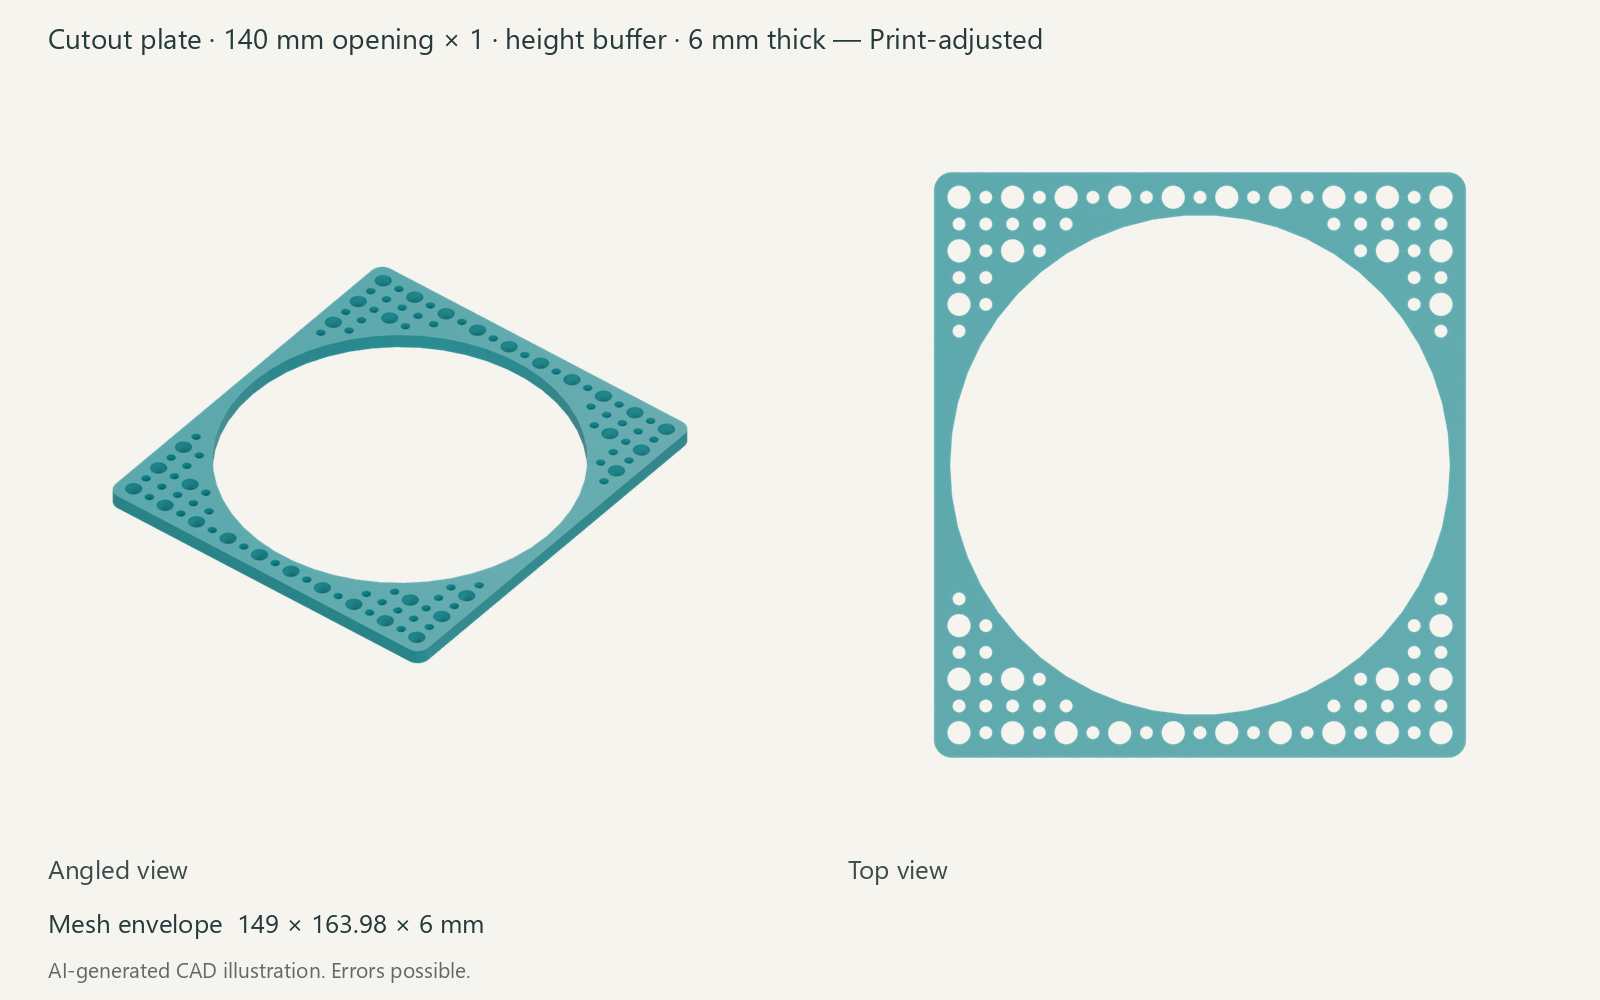 Cutout plate · 140 mm opening × 1 · height buffer · 6 mm thick — Print-adjusted
Angled view
Top view
Mesh envelope 149 × 163.98 × 6 mm
AI-generated CAD illustration. Errors possible.